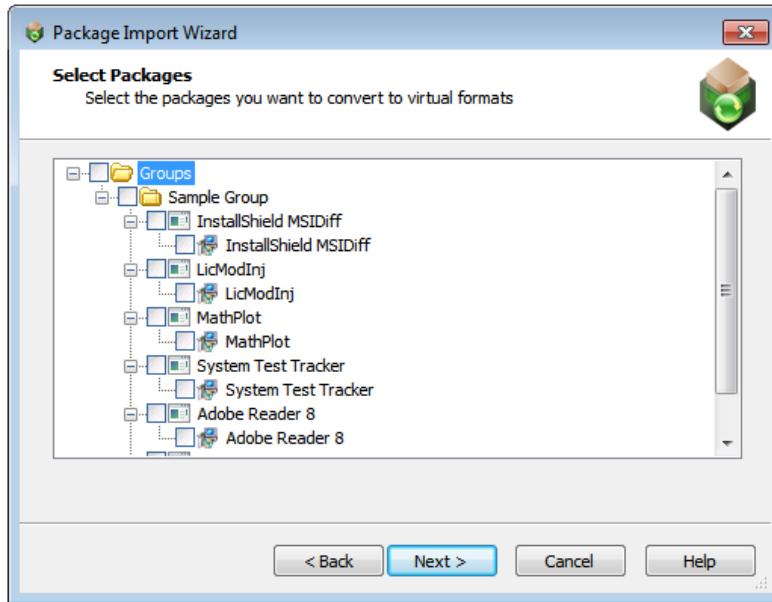 Package Import Wizard
Select Packages
Select the packages you want to convert to virtual formats
Groups
Sample Group
InstallShield MSIDiff
InstallShield MSIDiff
LicModInj
LicModInj
MathPlot
MathPlot
System Test Tracker
System Test Tracker
Adobe Reader 8
Adobe Reader 8
< Back Next > Cancel Help